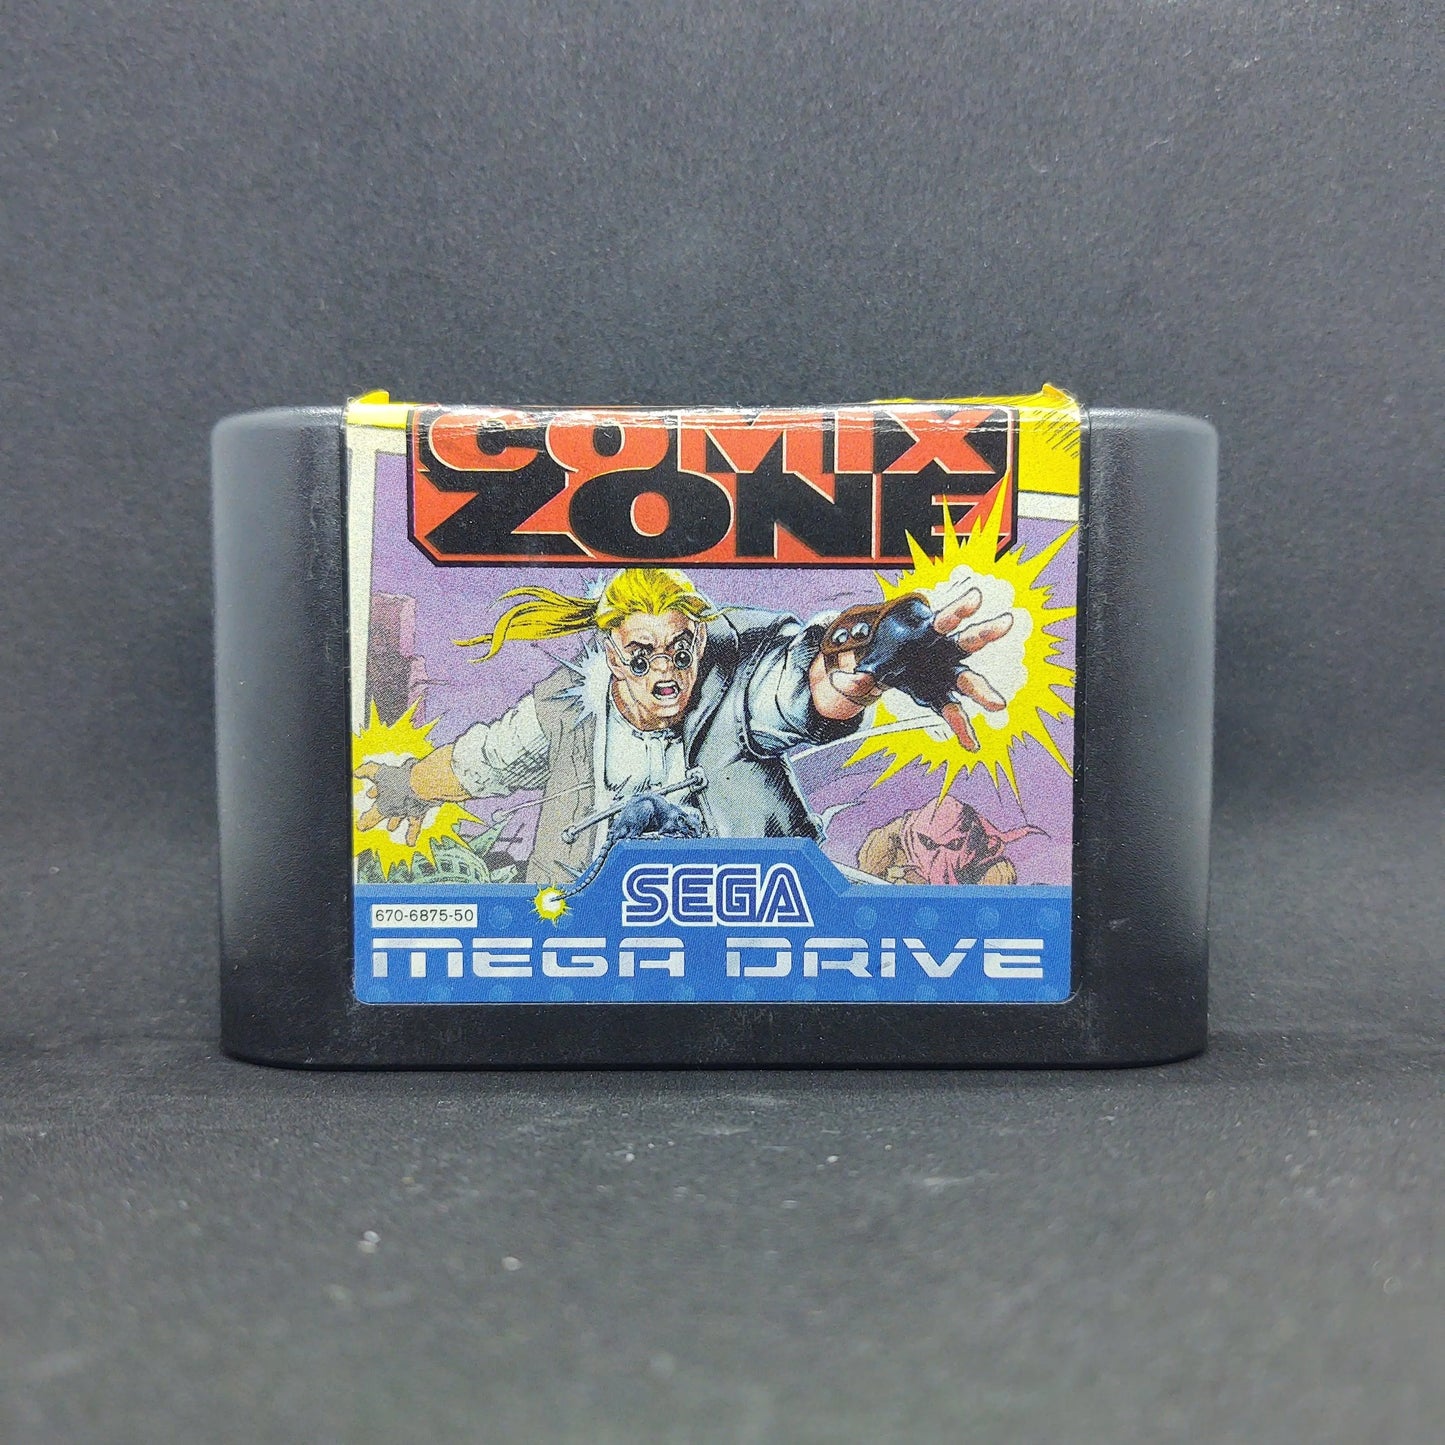 COMIX
ZONE
SEGA
670-6875-50
MEGA DRIVE